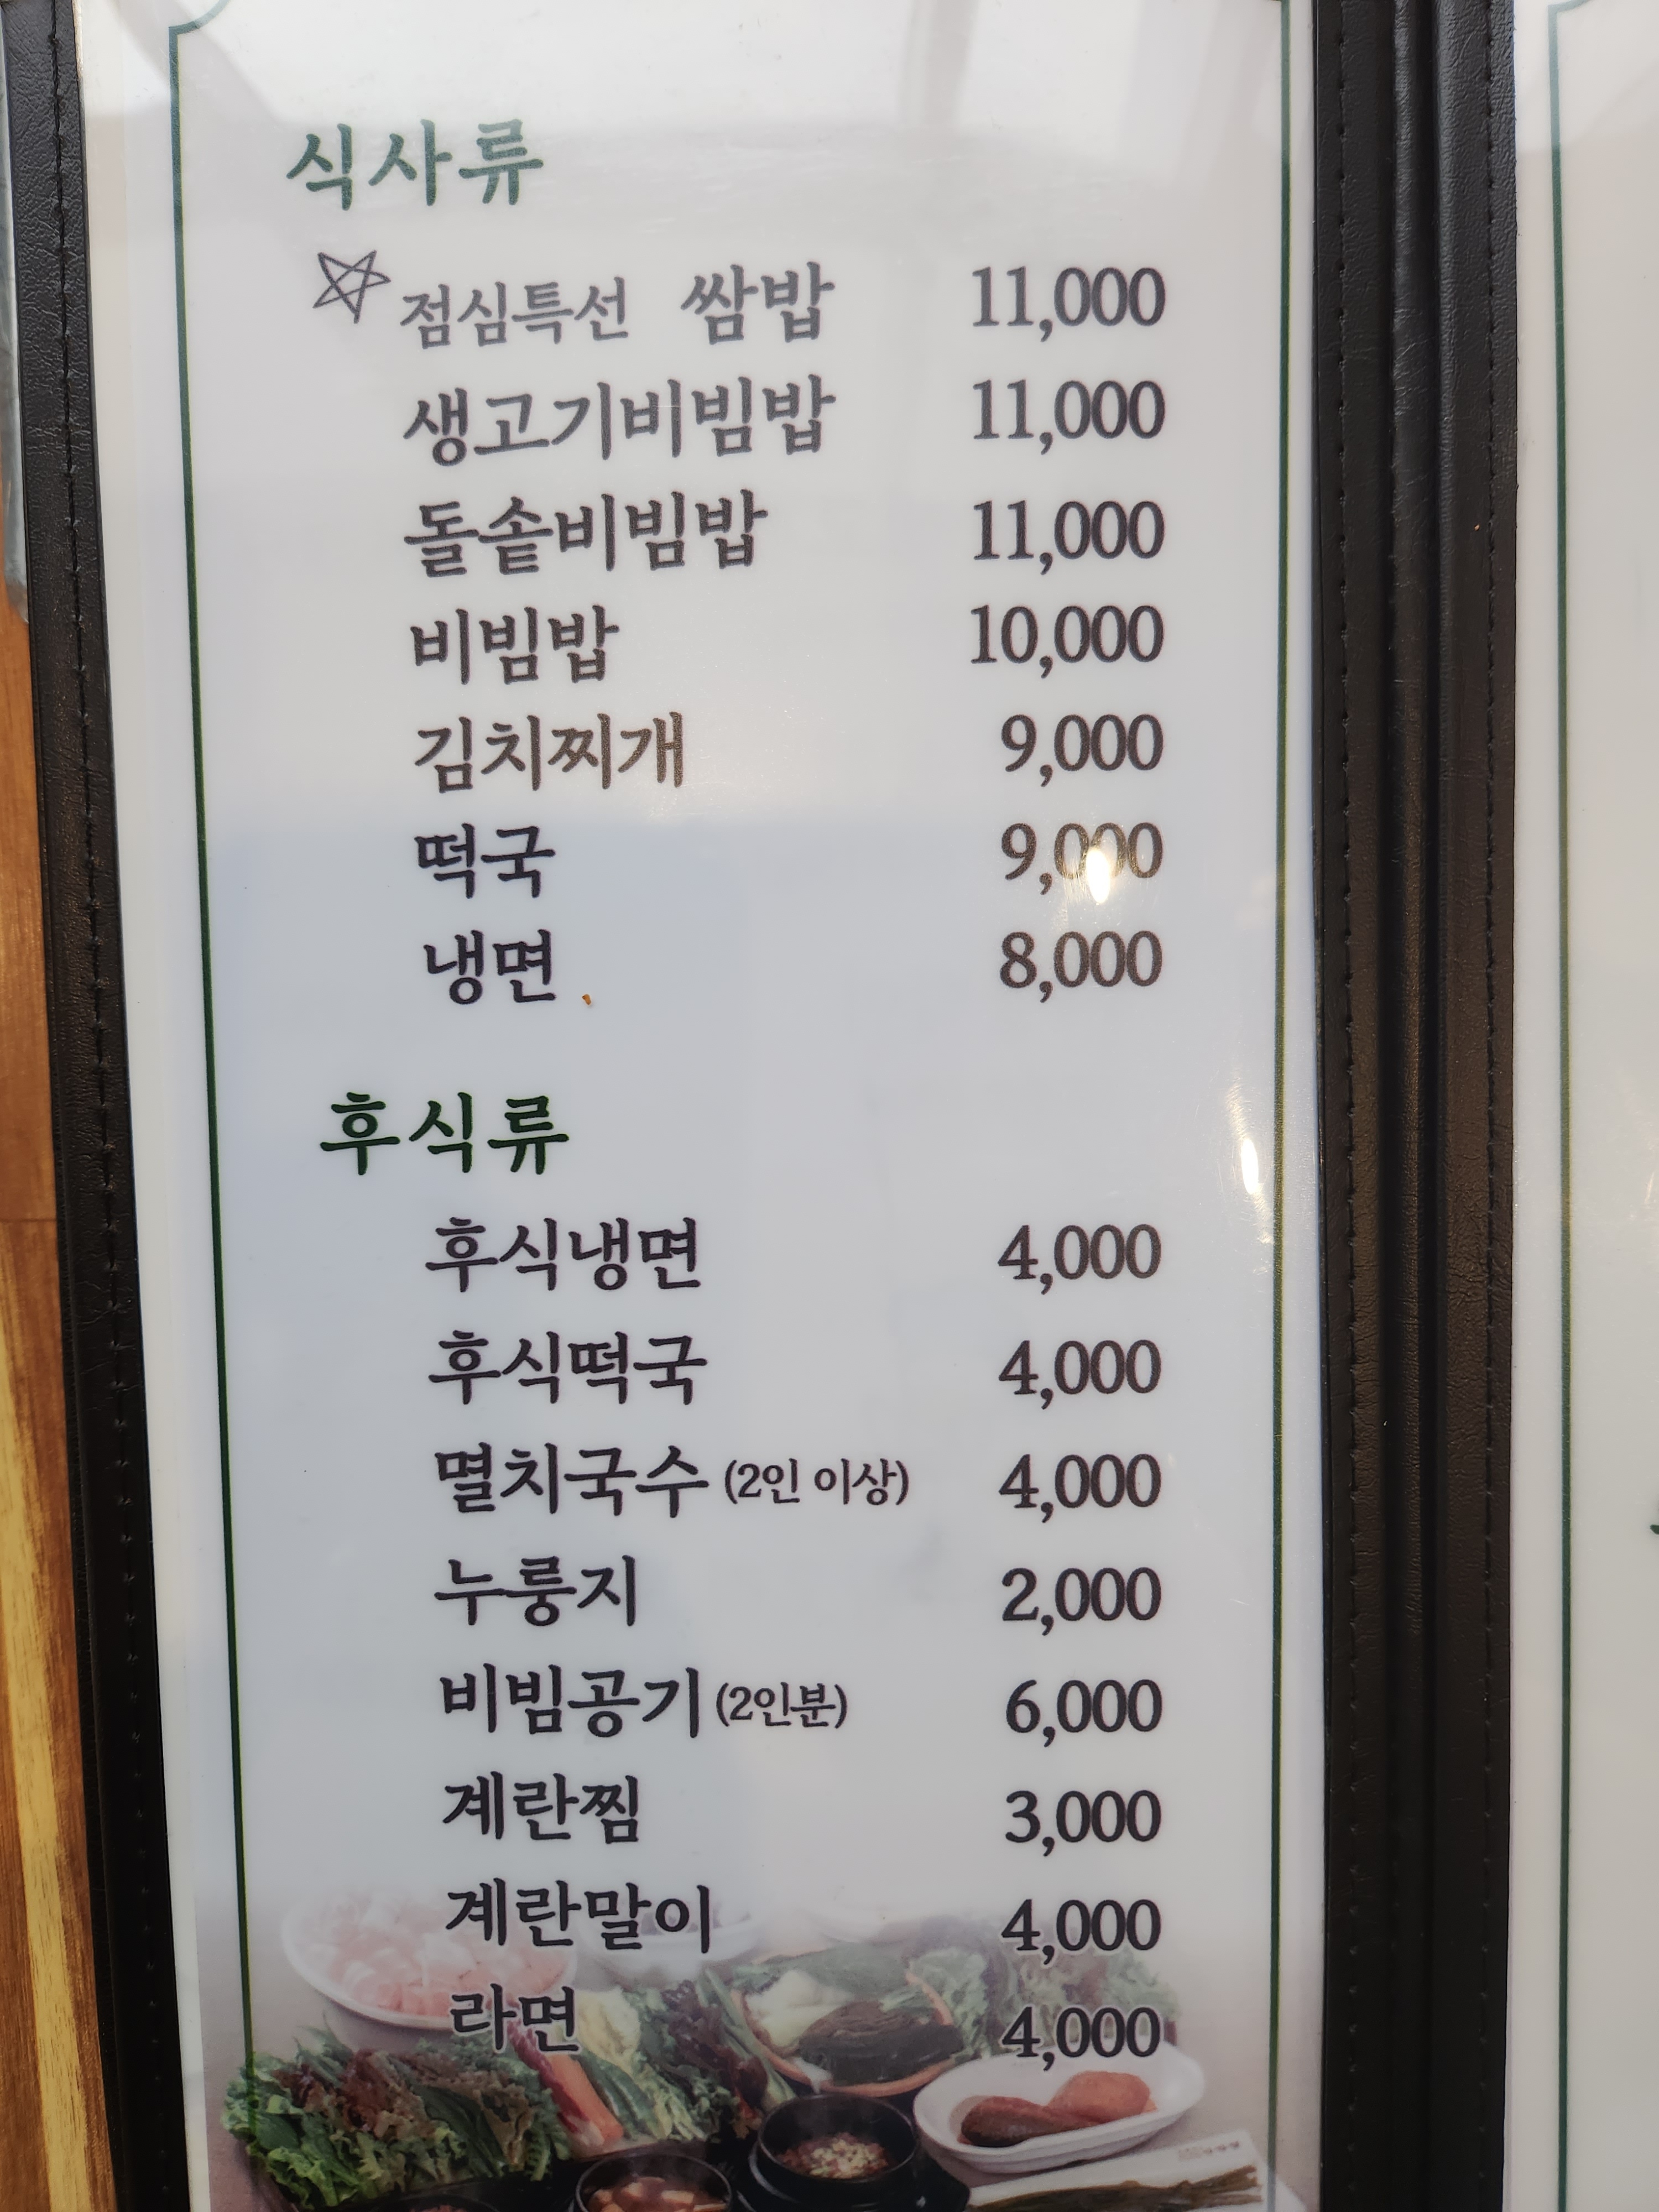 식사류
점심특선 쌈밥 11,000
생고기비빔밥 11,000
돌솥비빔밥 11,000
비빔밥 10,000
김치찌개 9,000
떡국 9,000
냉면 8,000
후식류
후식냉면 4,000
후식떡국 4,000
멸치국수 (2인 이상) 4,000
누룽지 2,000
비빔공기 (2인분) 6,000
계란찜 3,000
계란말이 4,000
라면 4,000